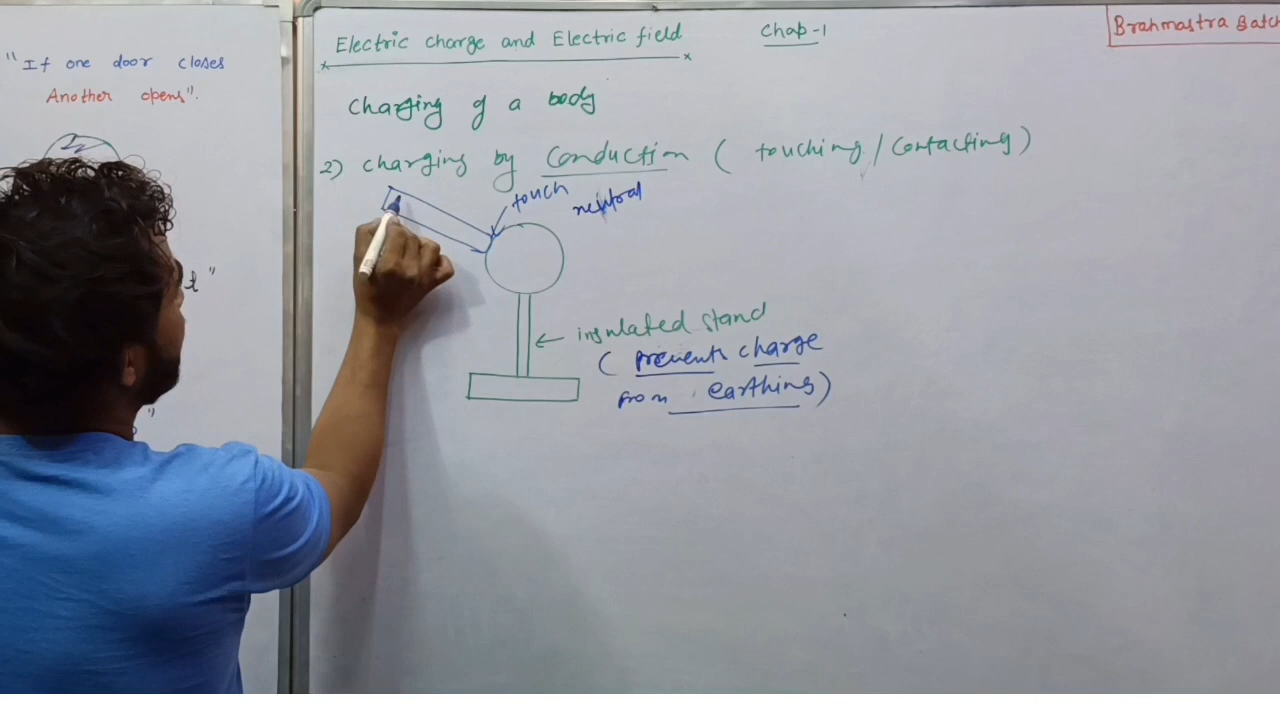 "If one door closes
Another opens".
Electric charge and Electric field
Chap-1
Brahmastra Batch
Charging of a body
2) charging by Conduction ( touching / Contacting )
touch
neutral
insulated stand
( prevents charge
from earthing )